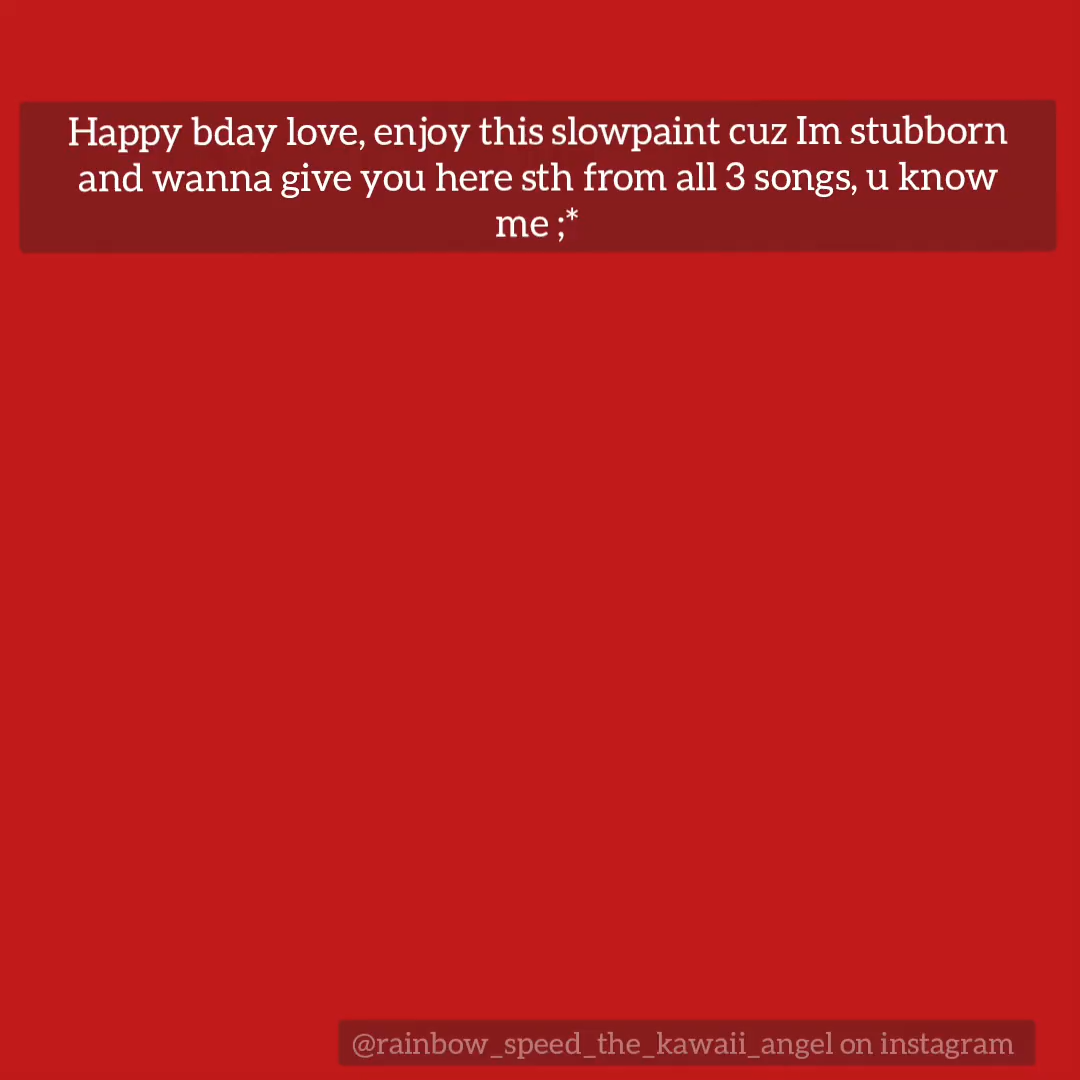 Happy bday love, enjoy this slowpaint cuz Im stubborn
and wanna give you here sth from all 3 songs, u know
me ;*
@rainbow_speed_the_kawaii_angel on instagram